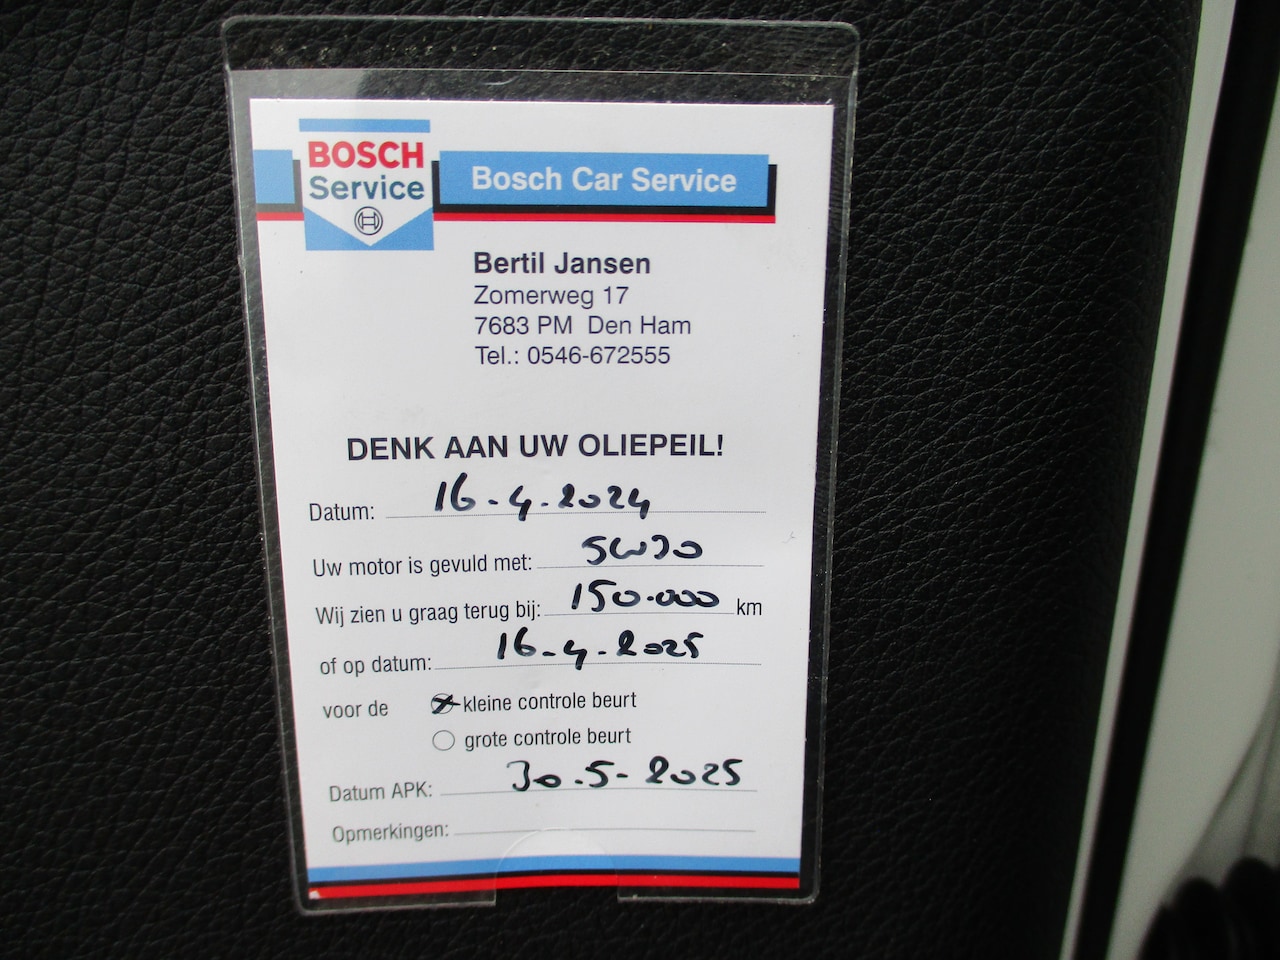 BOSCH
Service
Bosch Car Service
Bertil Jansen
Zomerweg 17
7683 PM Den Ham
Tel.: 0546-672555
DENK AAN UW OLIEPEIL!
Datum: 16-4-2024
Uw motor is gevuld met: 5W30
Wij zien u graag terug bij: 150.000 km
of op datum: 16-4-2025
voor de kleine controle beurt
grote controle beurt
Datum APK: 30-5-2025
Opmerkingen: